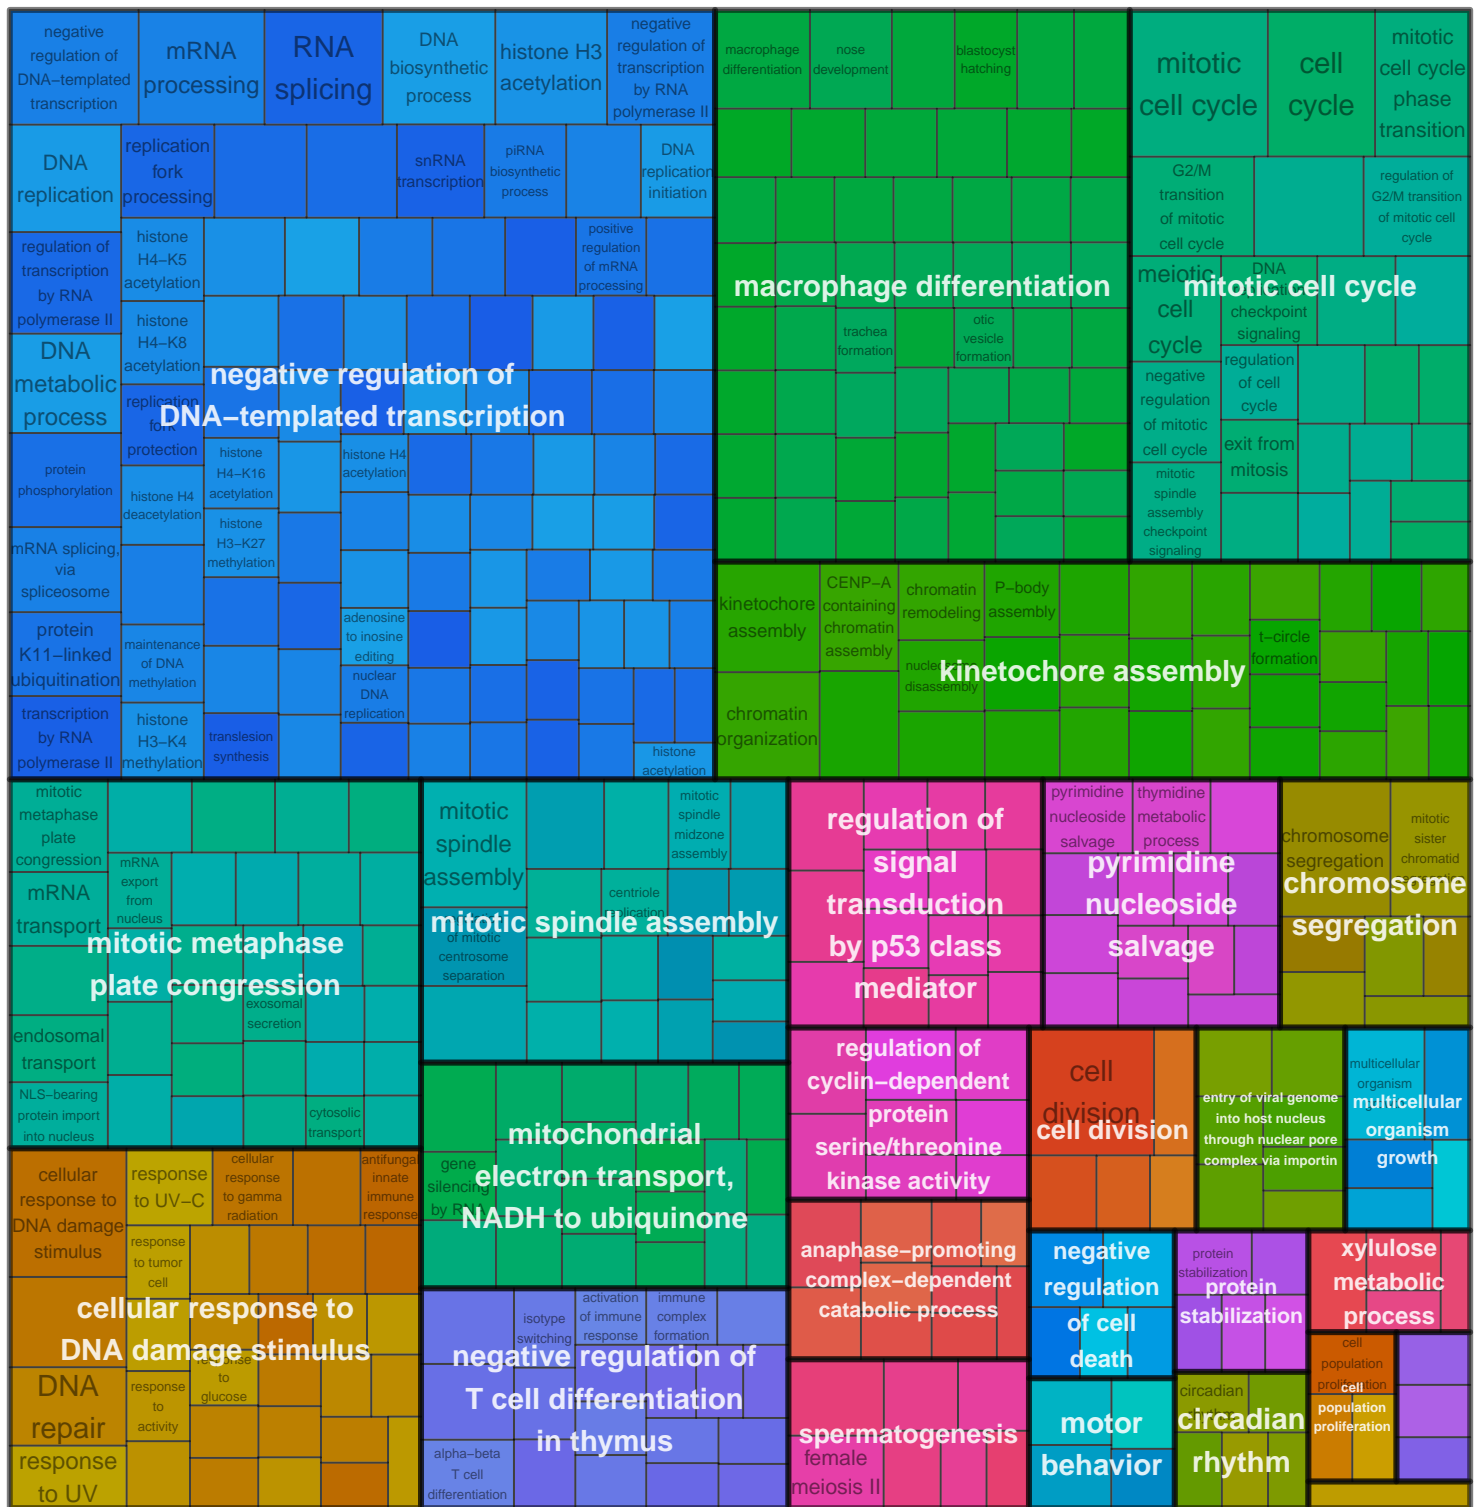 negative
regulation of
DNA−templated
transcription
mRNA
processing
RNA
splicing
DNA
biosynthetic
process
histone H3
acetylation
negative
regulation of
transcription
by RNA
polymerase II
DNA
replication
replication
fork
processing
snRNA
transcription
piRNA
biosynthetic
process
DNA
replication
initiation
regulation of
transcription
by RNA
polymerase II
histone
H4−K5
acetylation
positive
regulation
of mRNA
processing
DNA
metabolic
process
histone
H4−K8
acetylation
replication
fork
protection
negative regulation of
DNA−templated transcription
protein
phosphorylation
histone H4
deacetylation
histone
H4−K16
acetylation
histone H4
acetylation
mRNA splicing,
via
spliceosome
histone
H3−K27
methylation
protein
K11−linked
ubiquitination
maintenance
of DNA
methylation
adenosine
to inosine
editing
nuclear
DNA
replication
transcription
by RNA
polymerase II
histone
H3−K4
methylation
translesion
synthesis
histone
acetylation
macrophage
differentiation
nose
development
blastocyst
hatching
macrophage differentiation
trachea
formation
otic
vesicle
formation
mitotic
cell cycle
cell
cycle
mitotic
cell cycle
phase
transition
G2/M
transition
of mitotic
cell cycle
regulation of
G2/M transition
of mitotic cell
cycle
meiotic
cell
cycle
DNA
checkpoint
signaling
mitotic cell cycle
negative
regulation
of mitotic
cell cycle
regulation
of cell
cycle
exit from
mitosis
mitotic
spindle
assembly
checkpoint
signaling
kinetochore
assembly
CENP−A
containing
chromatin
assembly
chromatin
remodeling
P−body
assembly
t−circle
formation
disassembly
kinetochore assembly
chromatin
organization
mitotic
metaphase
plate
congression
mRNA
transport
mRNA
export
from
nucleus
mitotic metaphase
plate congression
endosomal
transport
exosomal
secretion
NLS−bearing
protein import
into nucleus
cytosolic
transport
mitotic
spindle
assembly
mitotic
spindle
midzone
assembly
centriole
replication
mitotic spindle assembly
of mitotic
centrosome
separation
regulation of
signal
transduction
by p53 class
mediator
pyrimidine
nucleoside
salvage
thymidine
metabolic
process
pyrimidine
nucleoside
salvage
chromosome
segregation
mitotic
sister
chromatid
segregation
chromosome
segregation
gene
silencing
by RNA
mitochondrial
electron transport,
NADH to ubiquinone
regulation of
cyclin−dependent
protein
serine/threonine
kinase activity
cell
division
cell division
entry of viral genome
into host nucleus
through nuclear pore
complex via importin
multicellular
organism
multicellular
organism
growth
cellular
response to
DNA damage
stimulus
response
to UV−C
cellular
response
to gamma
radiation
antifungal
innate
immune
response
response
to tumor
cell
cellular response to
DNA damage stimulus
response
to
glucose
DNA
repair
response
to
activity
response
to UV
isotype
switching
activation
of immune
response
immune
complex
formation
negative regulation of
T cell differentiation
in thymus
alpha−beta
T cell
differentiation
anaphase−promoting
complex−dependent
catabolic process
spermatogenesis
female
meiosis II
negative
regulation
of cell
death
protein
stabilization
protein
stabilization
xylulose
metabolic
process
motor
behavior
circadian
rhythm
circadian
rhythm
cell
population
proliferation
cell
population
proliferation